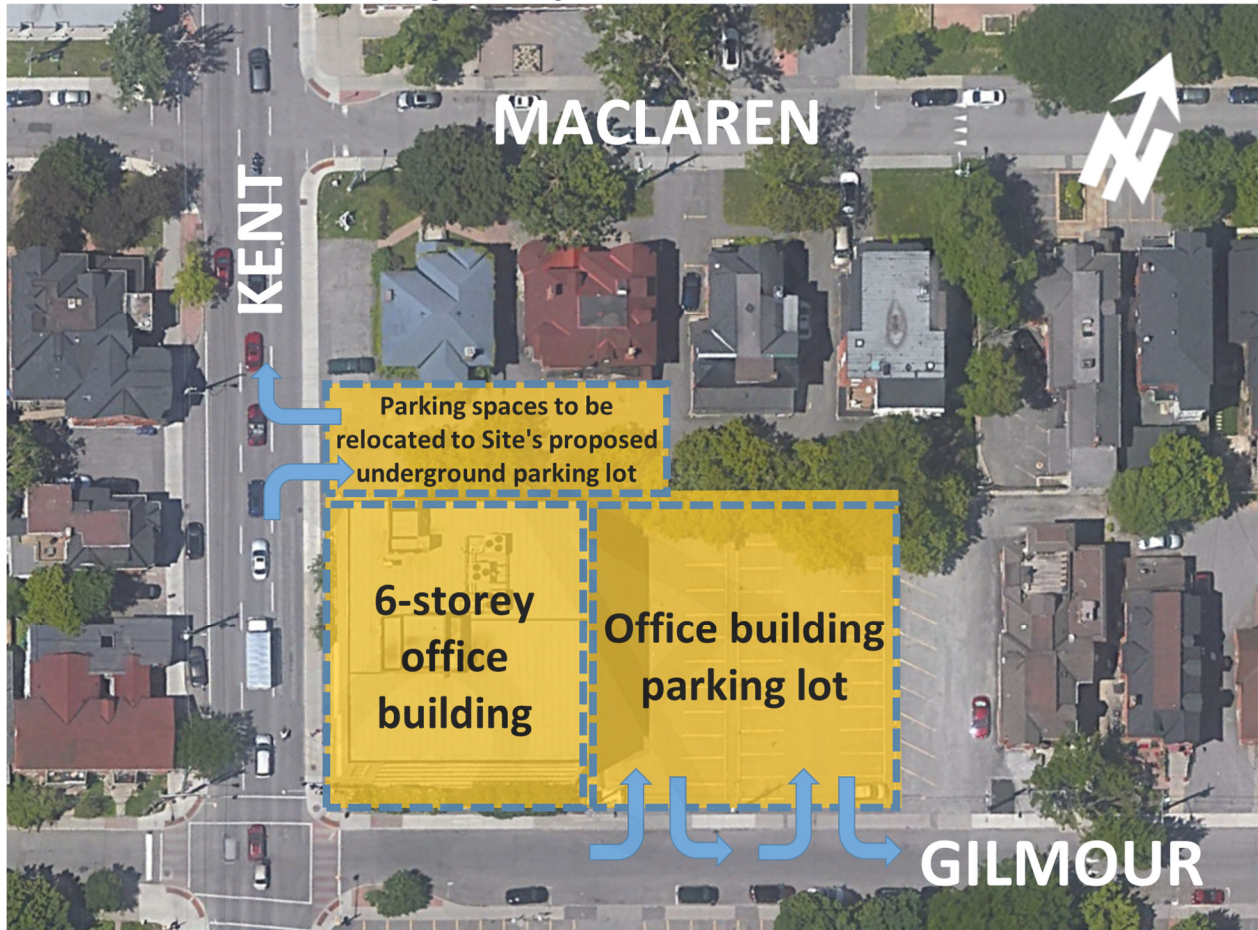 MACLAREN
N
KENT
Parking spaces to be
relocated to Site's proposed
underground parking lot
6-storey
office
building
Office building
parking lot
GILMOUR